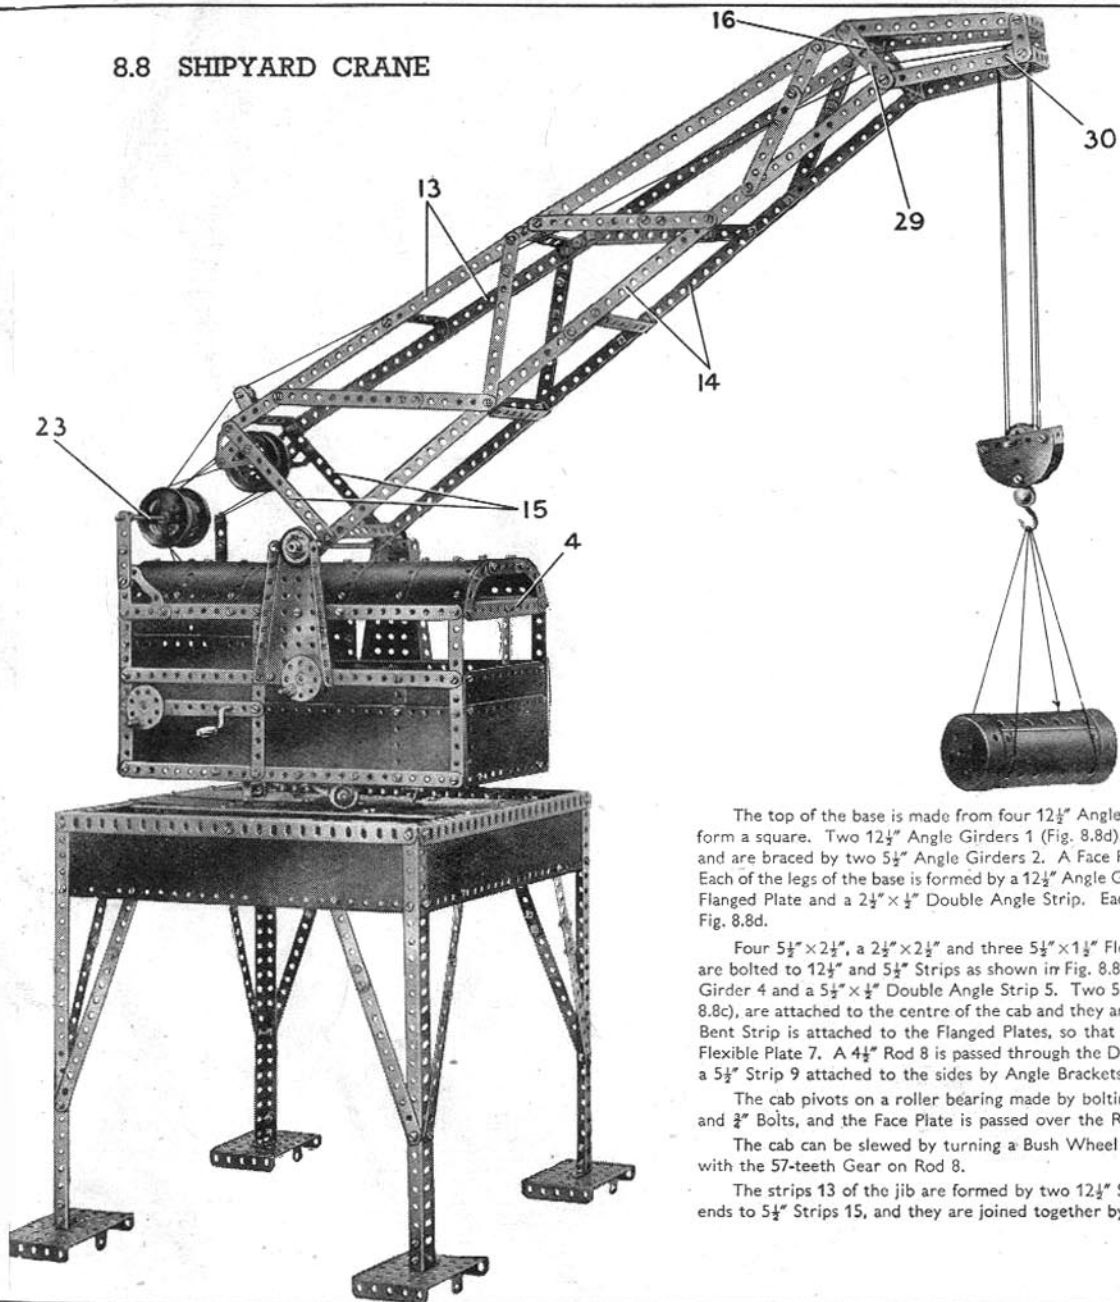 8.8 SHIPYARD CRANE
16
30
13
29
14
23
15
4
The top of the base is made from four 12½″ Angle
form a square. Two 12½″ Angle Girders 1 (Fig. 8.8d)
and are braced by two 5½″ Angle Girders 2. A Face
Each of the legs of the base is formed by a 12½″ Angle
Flanged Plate and a 2½″×½″ Double Angle Strip.
Fig. 8.8d.
Four 5½″×2½″, a 2½″×2½″ and three 5½″×1½″
are bolted to 12½″ and 5½″ Strips as shown in Fig. 8.8
Girder 4 and a 5½″×½″ Double Angle Strip 5. Two 5
8.8c), are attached to the centre of the cab and they
Bent Strip is attached to the Flanged Plates, so that
Flexible Plate 7. A 4½″ Rod 8 is passed through the
a 5½″ Strip 9 attached to the sides by Angle Brackets
The cab pivots on a roller bearing made by
and ¾″ Bolts, and the Face Plate is passed over the
The cab can be slewed by turning a Bush Wheel
with the 57-teeth Gear on Rod 8.
The strips 13 of the jib are formed by two 12½″
ends to 5½″ Strips 15, and they are joined together by